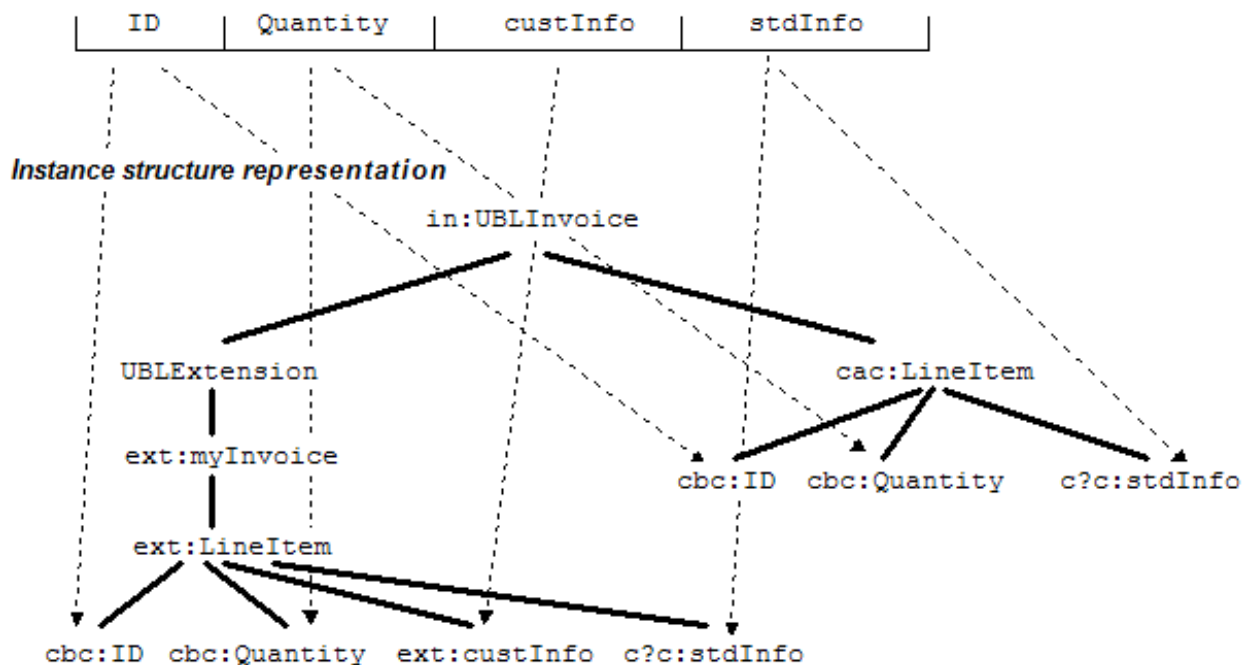 ID Quantity custInfo stdInfo
Instance structure representation
in:UBLInvoice
UBLExtension cac:LineItem
ext:myInvoice
cbc:ID cbc:Quantity c?c:stdInfo
ext:LineItem
cbc:ID cbc:Quantity ext:custInfo c?c:stdInfo